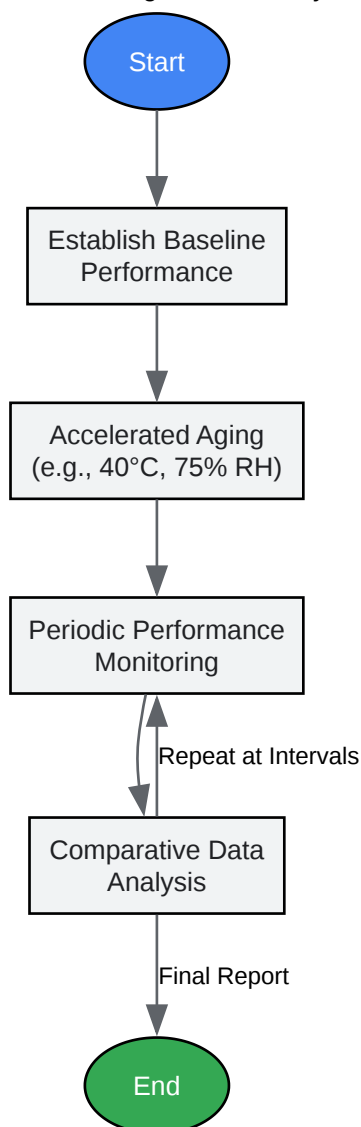 Start
Establish Baseline
Performance
Accelerated Aging
(e.g., 40°C, 75% RH)
Periodic Performance
Monitoring
Repeat at Intervals
Comparative Data
Analysis
Final Report
End